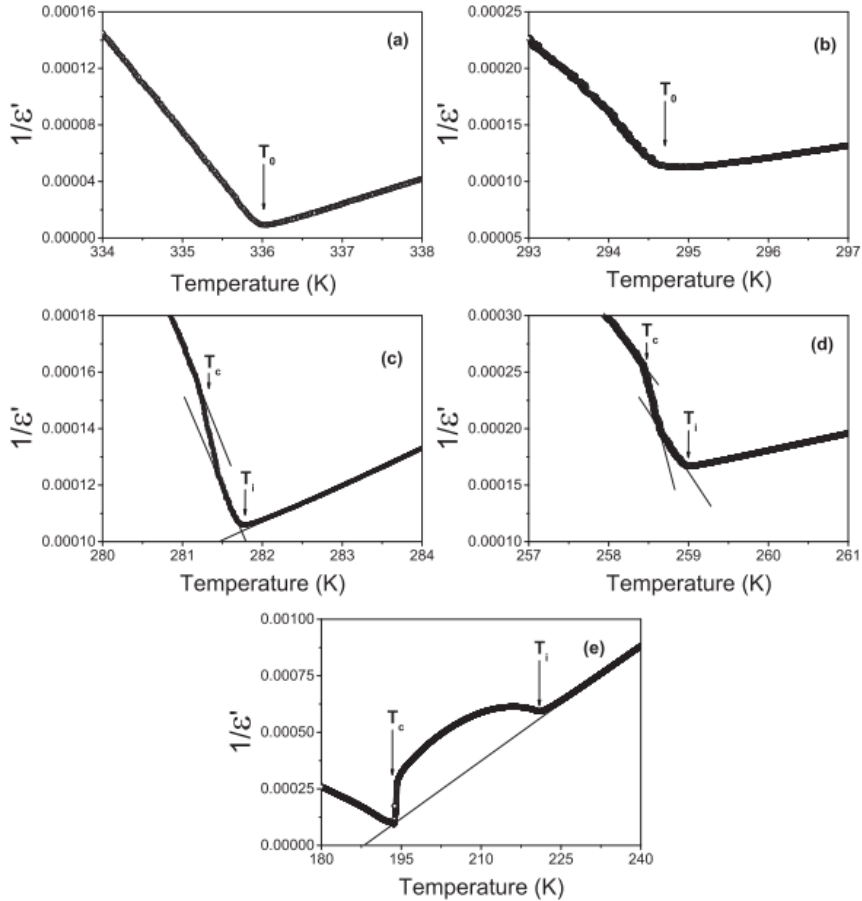 0.00016
0.00012
0.00008
0.00004
0.00000
1/ε'
(a)
T0
334 335 336 337 338
Temperature (K)
0.00020
0.00015
0.00010
0.00005
1/ε'
(b)
T0
293 294 295 296 297
Temperature (K)
0.00018
0.00016
0.00014
0.00012
0.00010
1/ε'
(c)
Tc
Ti
280 281 282 283 284
Temperature (K)
0.00030
0.00025
0.00020
0.00015
0.00010
1/ε'
(d)
Tc
Ti
257 258 259 260 261
Temperature (K)
0.00100
0.00075
0.00050
0.00025
0.00000
1/ε'
(e)
Ti
Tc
180 195 210 225 240
Temperature (K)